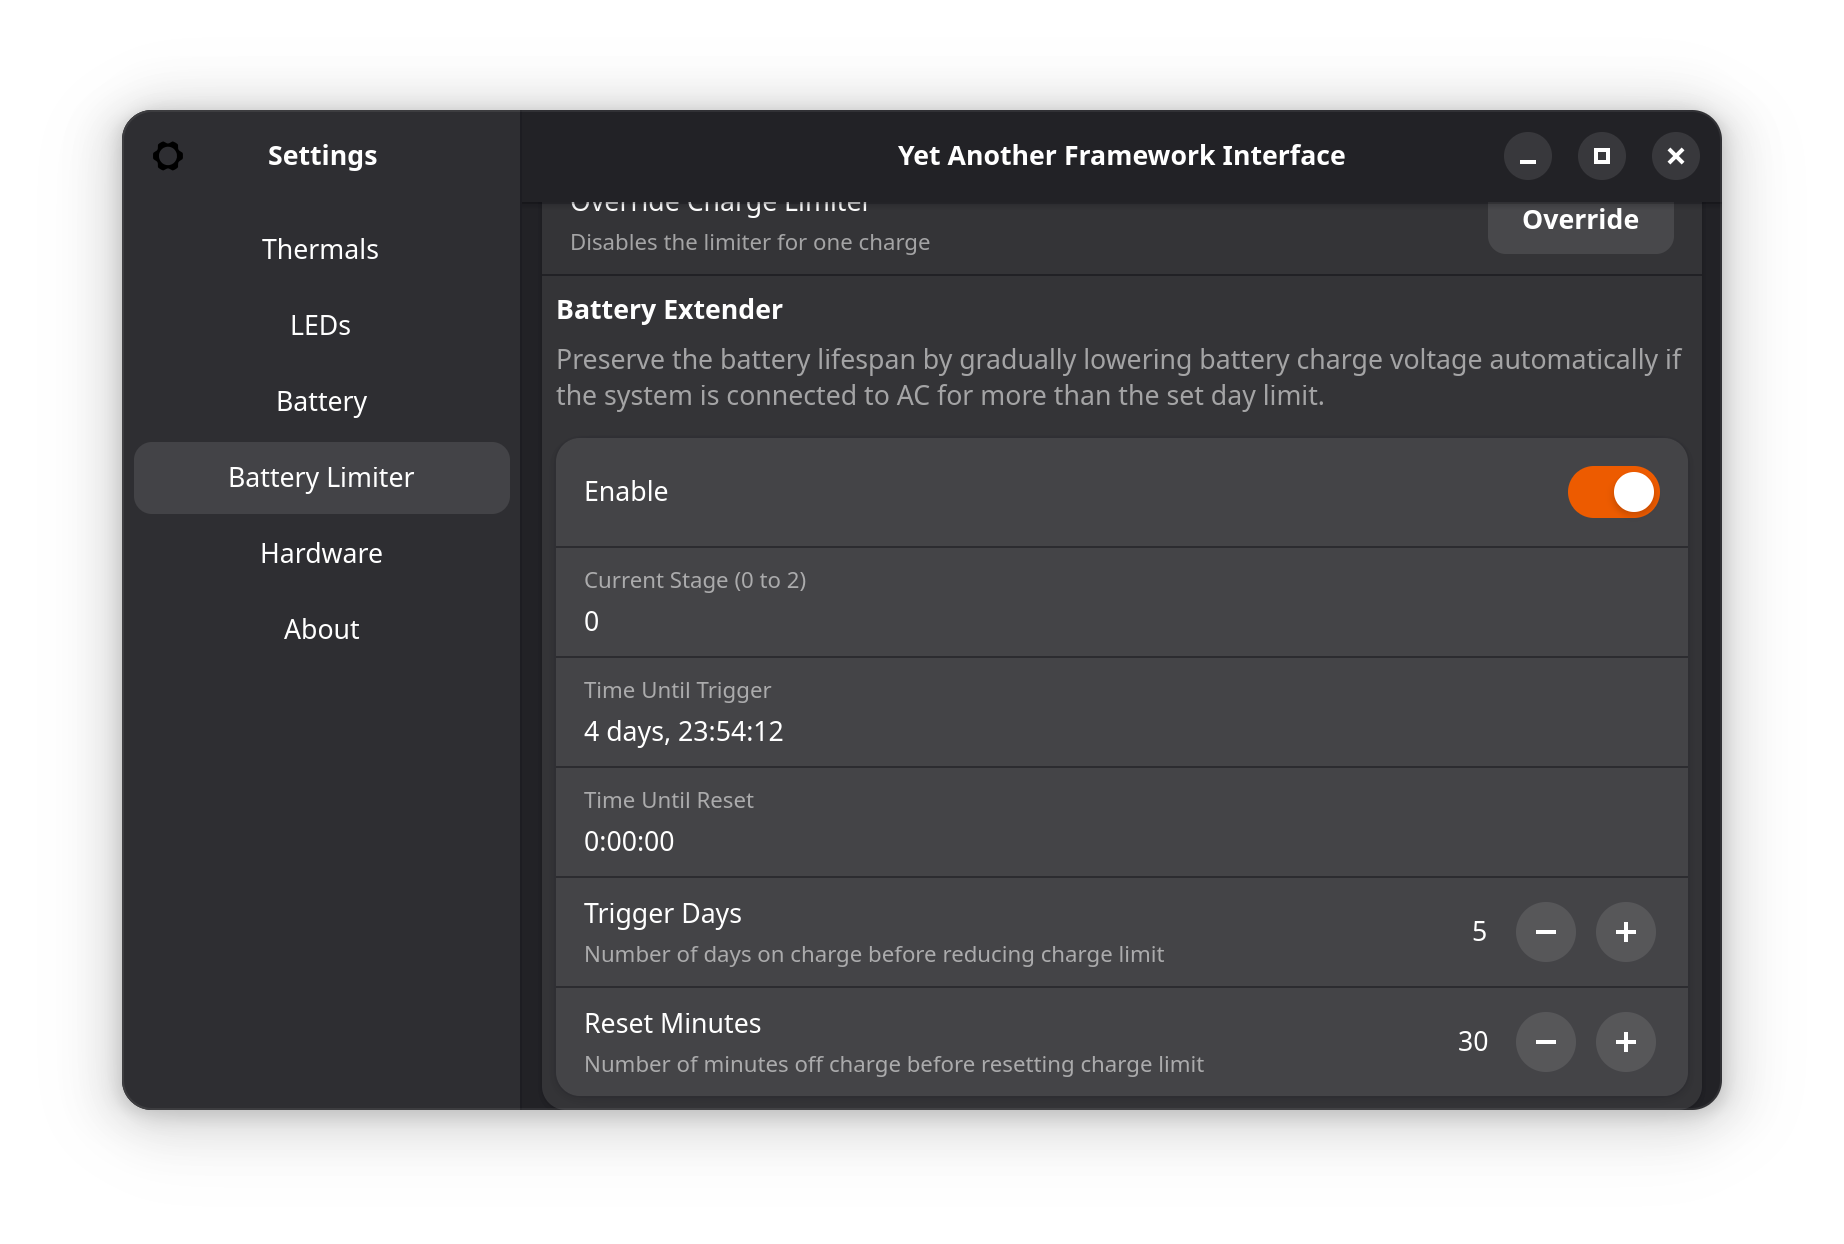 Settings
Yet Another Framework Interface
Thermals
LEDs
Battery
Battery Limiter
Hardware
About
Override Charge Limiter
Disables the limiter for one charge
Override
Battery Extender
Preserve the battery lifespan by gradually lowering battery charge voltage automatically if
the system is connected to AC for more than the set day limit.
Enable
Current Stage (0 to 2)
0
Time Until Trigger
4 days, 23:54:12
Time Until Reset
0:00:00
Trigger Days
Number of days on charge before reducing charge limit
5
Reset Minutes
Number of minutes off charge before resetting charge limit
30